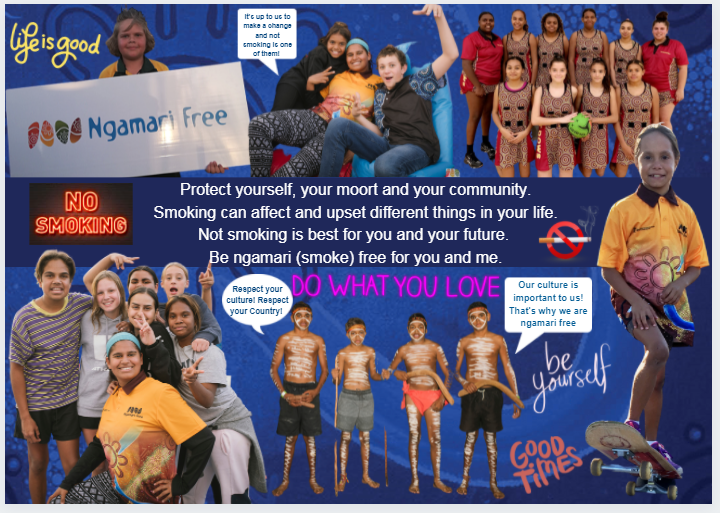 life is good
Ngamari Free
It's up to us to
make a change
and not
smoking is one
of them!
NO
SMOKING
Protect yourself, your moort and your community.
Smoking can affect and upset different things in your life.
Not smoking is best for you and your future.
Be ngamari (smoke) free for you and me.
Respect your
culture! Respect
your Country!
DO WHAT YOU LOVE
Our culture is
important to us!
That's why we are
ngamari free
be
yourself
GOOD
TIMES